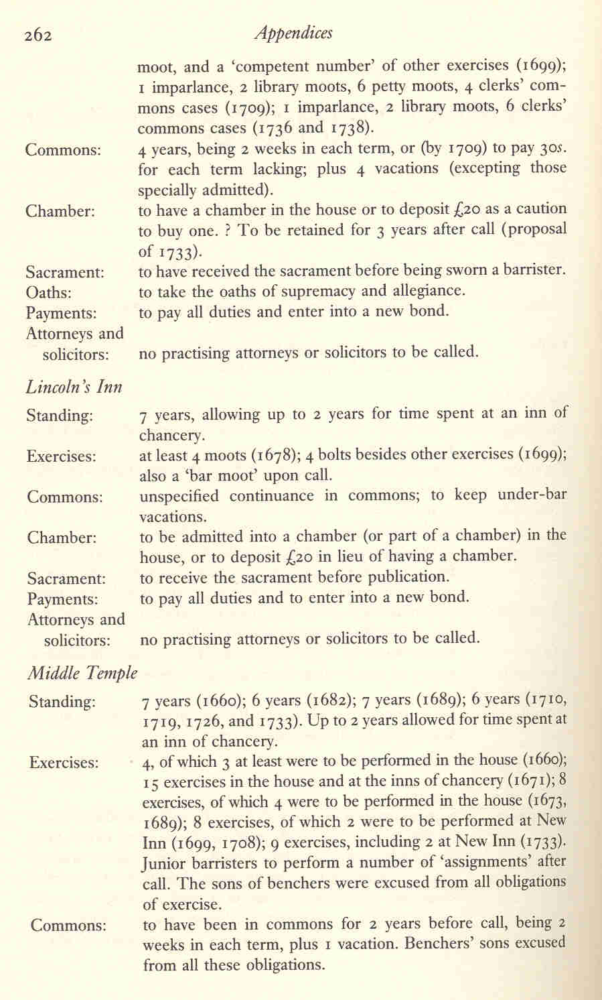 262
Appendices
moot, and a ‘competent number’ of other exercises (1699);
1 imparlance, 2 library moots, 6 petty moots, 4 clerks’ com-
mons cases (1709); 1 imparlance, 2 library moots, 6 clerks’
commons cases (1736 and 1738).
Commons: 4 years, being 2 weeks in each term, or (by 1709) to pay 30s.
for each term lacking; plus 4 vacations (excepting those
specially admitted).
Chamber: to have a chamber in the house or to deposit £20 as a caution
to buy one. ? To be retained for 3 years after call (proposal
of 1733).
Sacrament: to have received the sacrament before being sworn a barrister.
Oaths: to take the oaths of supremacy and allegiance.
Payments: to pay all duties and enter into a new bond.
Attorneys and
solicitors: no practising attorneys or solicitors to be called.
Lincoln’s Inn
Standing: 7 years, allowing up to 2 years for time spent at an inn of
chancery.
Exercises: at least 4 moots (1678); 4 bolts besides other exercises (1699);
also a ‘bar moot’ upon call.
Commons: unspecified continuance in commons; to keep under-bar
vacations.
Chamber: to be admitted into a chamber (or part of a chamber) in the
house, or to deposit £20 in lieu of having a chamber.
Sacrament: to receive the sacrament before publication.
Payments: to pay all duties and to enter into a new bond.
Attorneys and
solicitors: no practising attorneys or solicitors to be called.
Middle Temple
Standing: 7 years (1660); 6 years (1682); 7 years (1689); 6 years (1710,
1719, 1726, and 1733). Up to 2 years allowed for time spent at
an inn of chancery.
Exercises: 4, of which 3 at least were to be performed in the house (1660);
15 exercises in the house and at the inns of chancery (1671); 8
exercises, of which 4 were to be performed in the house (1673,
1689); 8 exercises, of which 2 were to be performed at New
Inn (1699, 1708); 9 exercises, including 2 at New Inn (1733).
Junior barristers to perform a number of ‘assignments’ after
call. The sons of benchers were excused from all obligations
of exercise.
Commons: to have been in commons for 2 years before call, being 2
weeks in each term, plus 1 vacation. Benchers’ sons excused
from all these obligations.